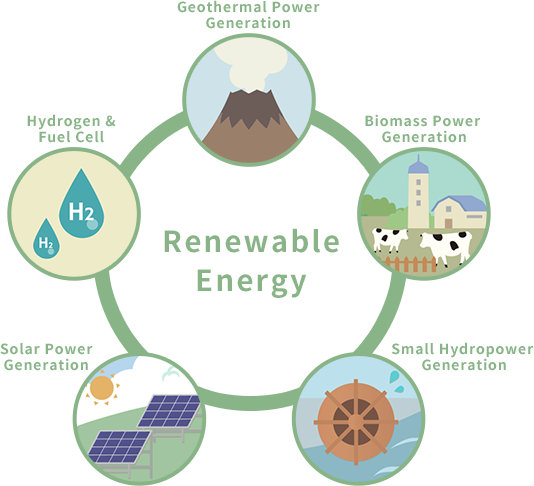 Geothermal Power
Generation
Hydrogen &
Fuel Cell
Biomass Power
Generation
H2
H2
Renewable
Energy
Solar Power
Generation
Small Hydropower
Generation